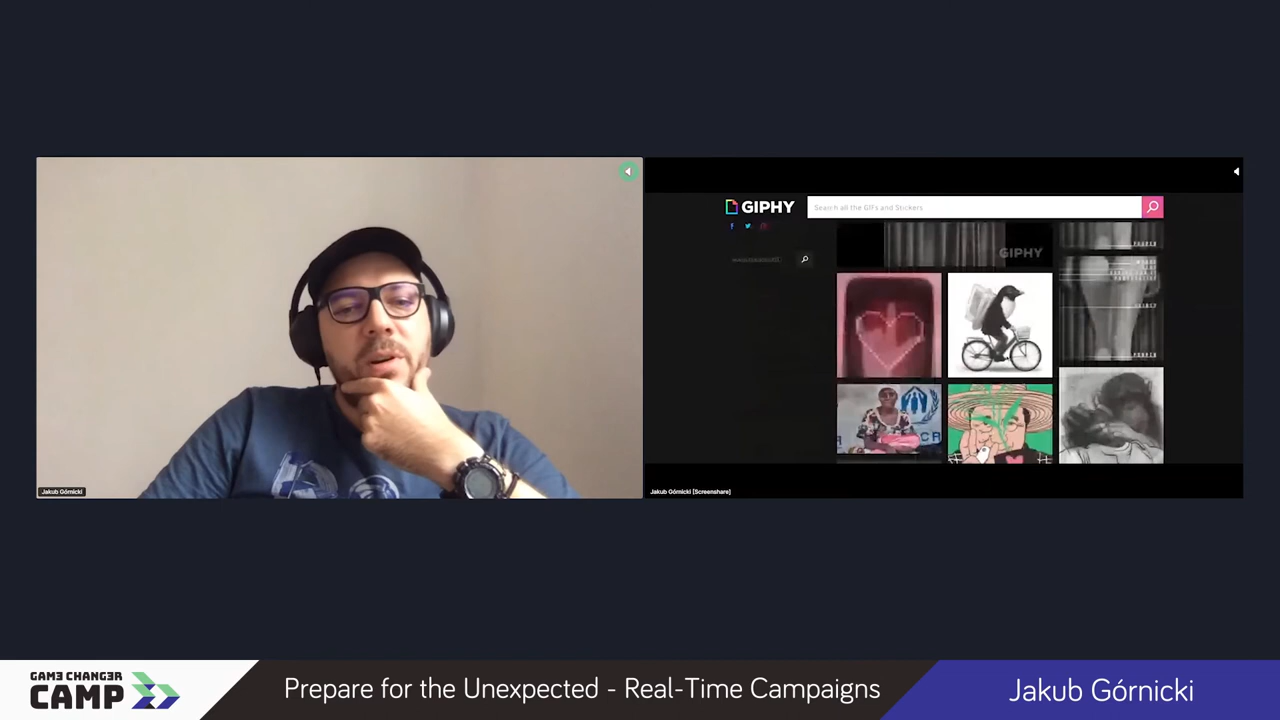 GIPHY
Search all the GIFs and Stickers
GIPHY
Jakub Górnicki
Jakub Górnicki [Screenshare]
GAM3 CHANG3R
CAMP
Prepare for the Unexpected - Real-Time Campaigns
Jakub Górnicki